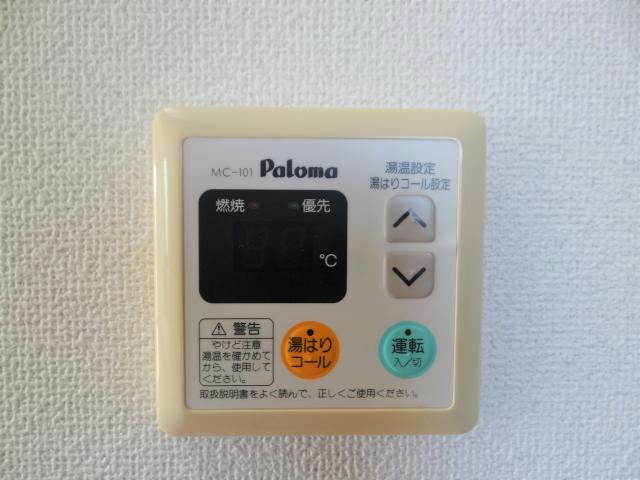 MC-101 Paloma
湯温設定
湯はりコール設定
燃焼 優先
℃
警告
やけど注意
湯温を確かめて
から、使用して
ください。
湯はり
コール
運転
入/切
取扱説明書をよく読んで、正しくご使用ください。